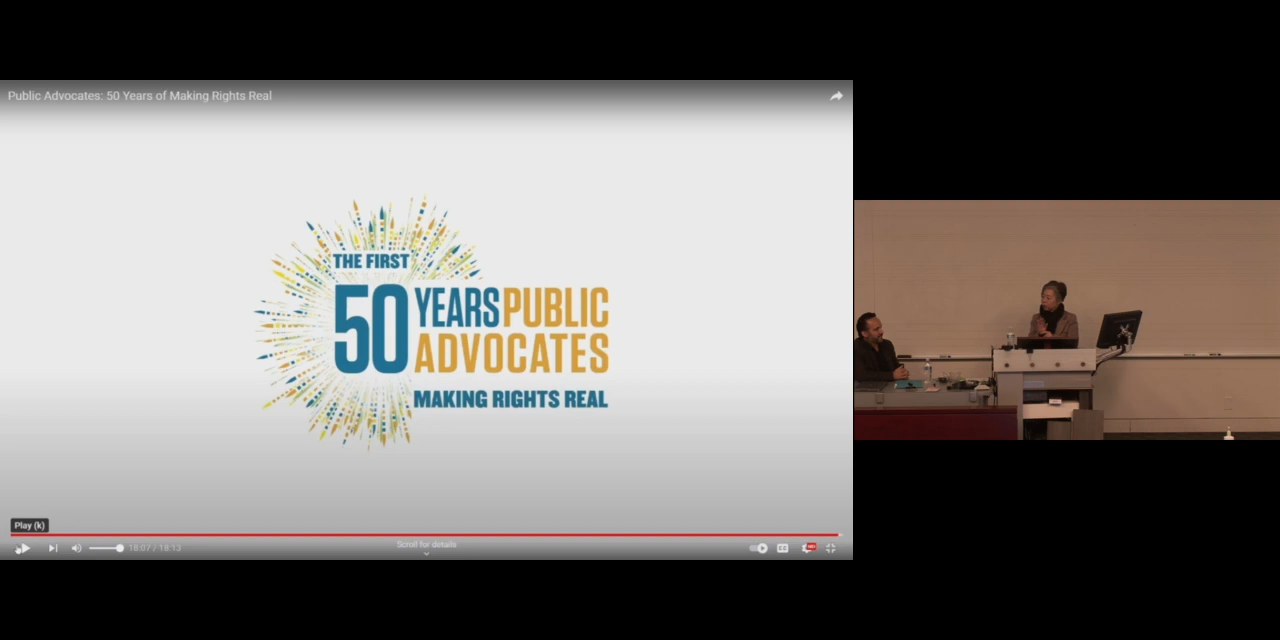 Public Advocates: 50 Years of Making Rights Real
THE FIRST
50 YEARS PUBLIC
ADVOCATES
MAKING RIGHTS REAL
Play (k)
18:07 / 18:13
Scroll for details